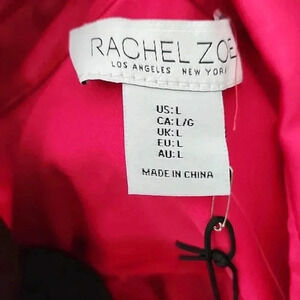 RACHEL ZOE
LOS ANGELES NEW YORK
US: L
CA: L/G
UK: L
EU: L
AU: L
MADE IN CHINA